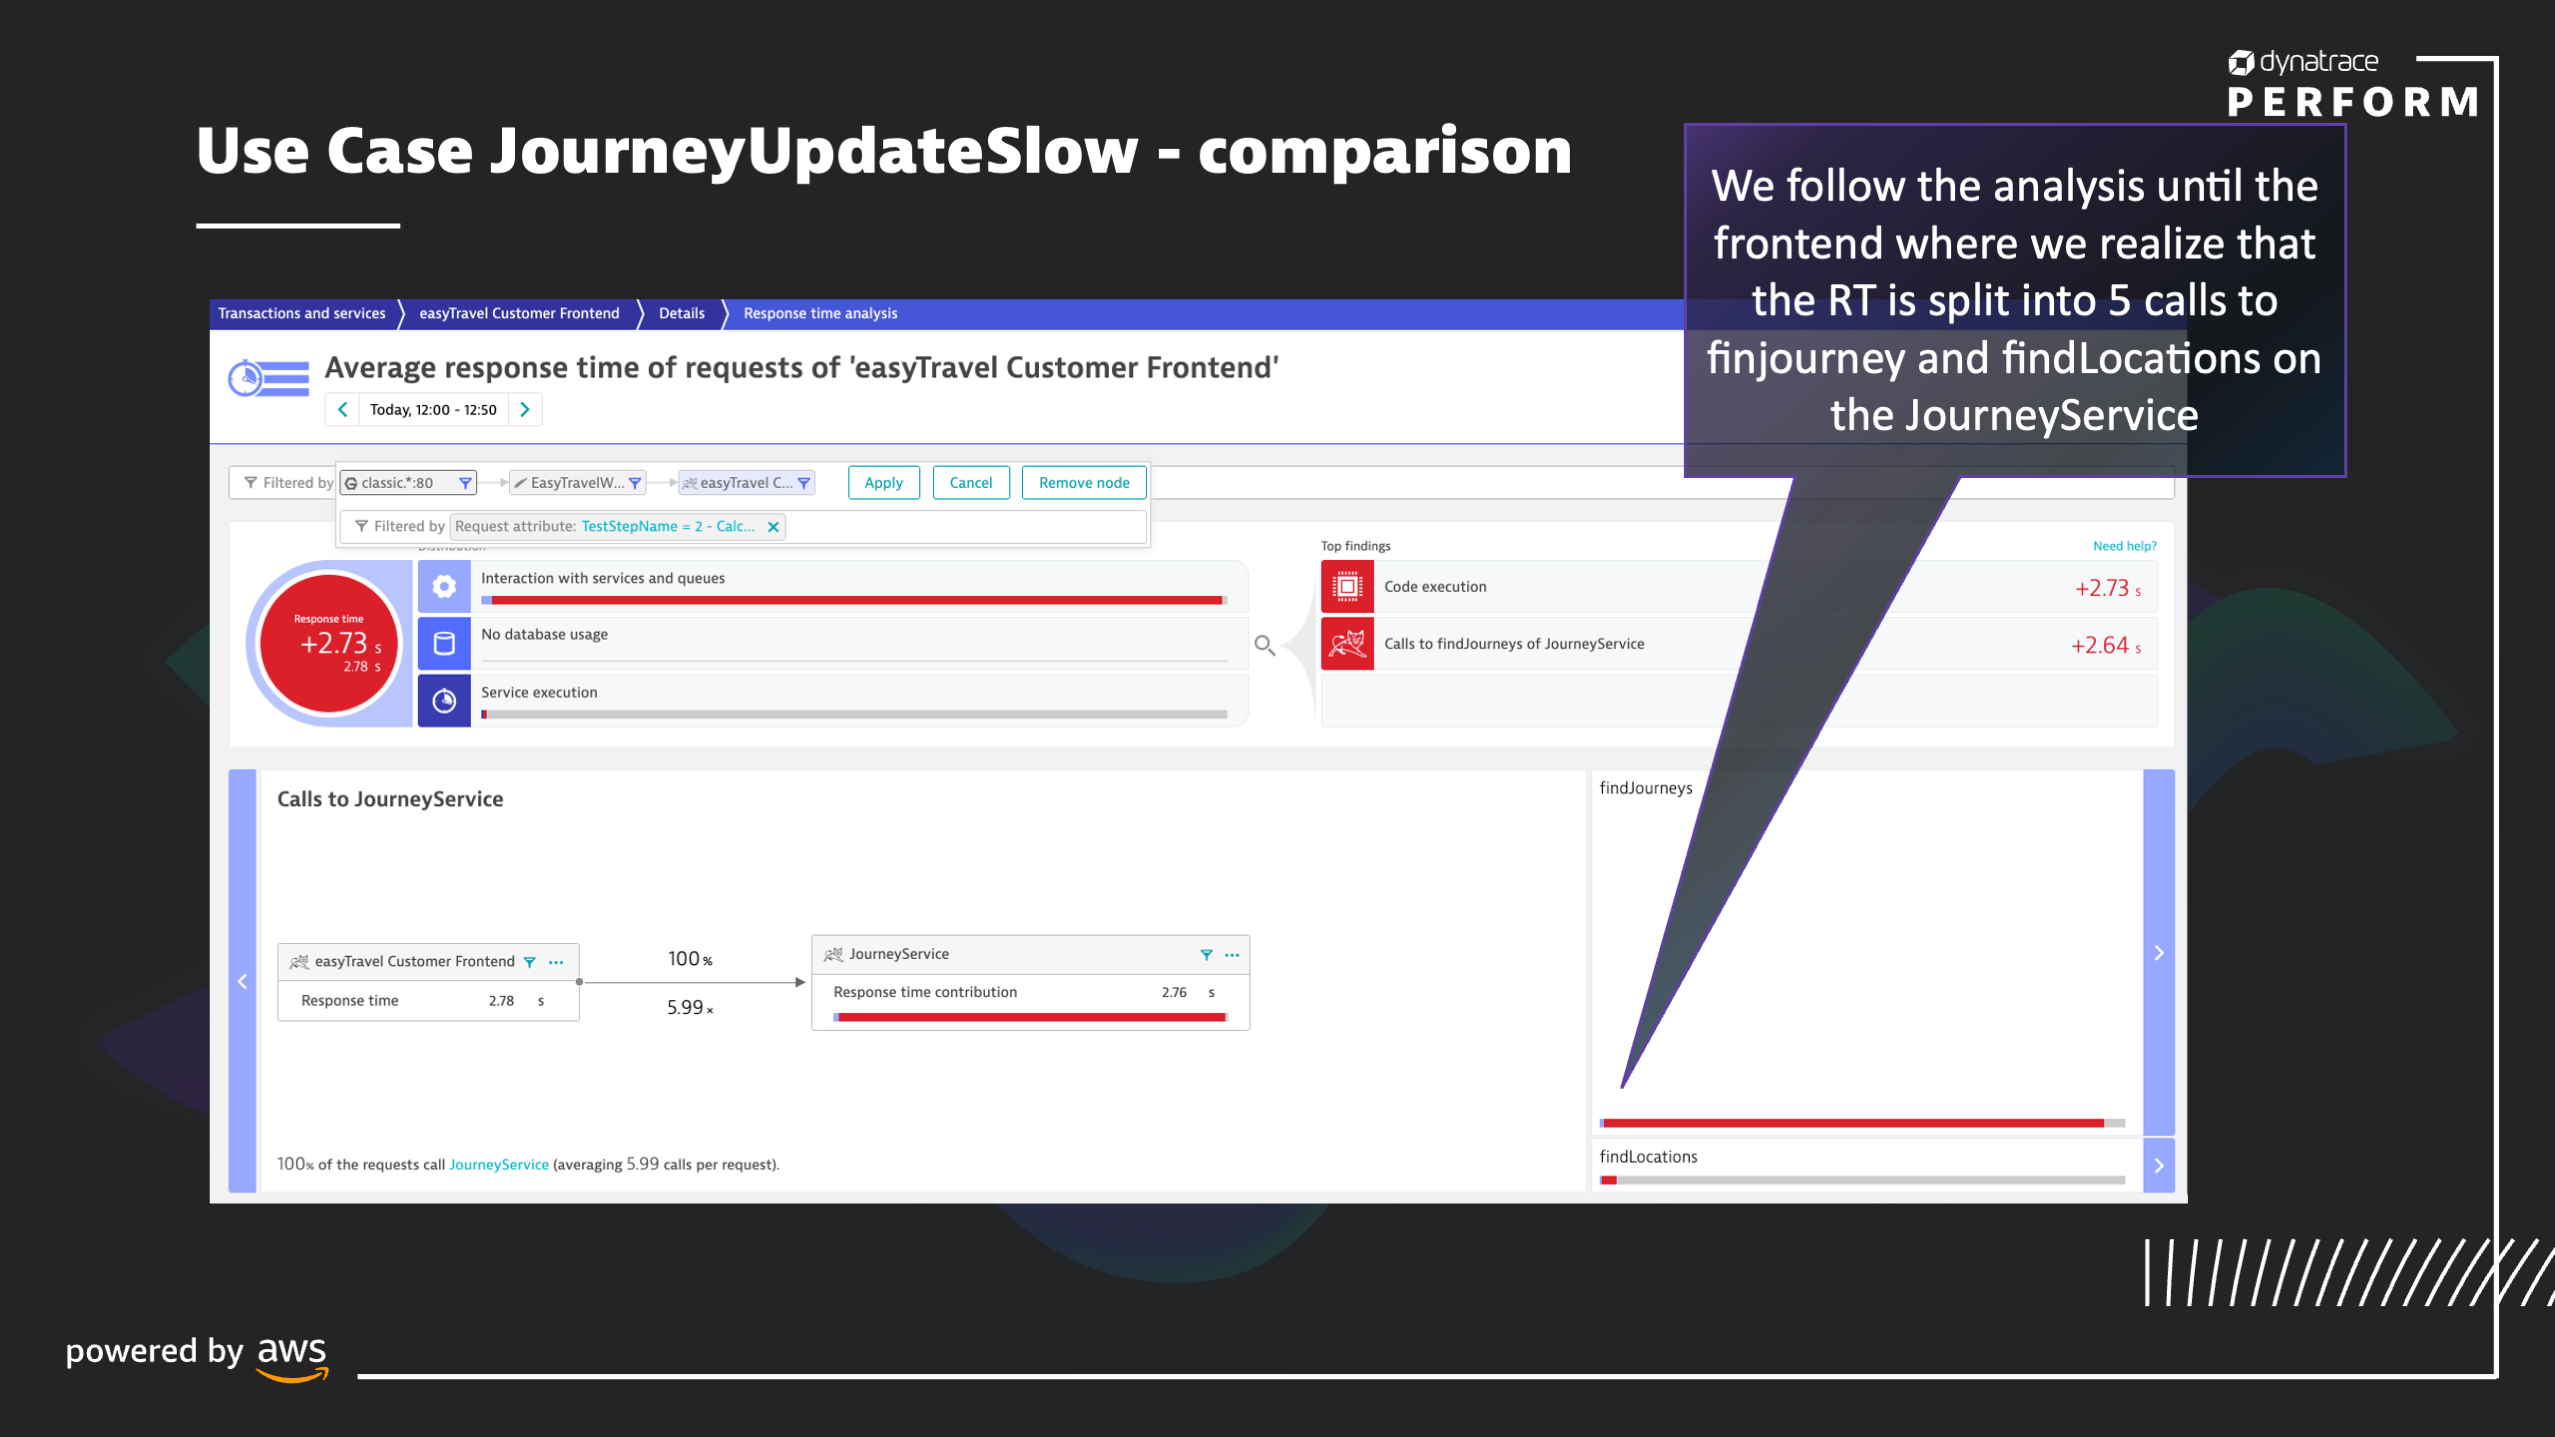 dynatrace
PERFORM
Use Case JourneyUpdateSlow - comparison
We follow the analysis until the
frontend where we realize that
the RT is split into 5 calls to
finjourney and findLocations on
the JourneyService
Transactions and services
easyTravel Customer Frontend
Details
Response time analysis
Average response time of requests of 'easyTravel Customer Frontend'
Today, 12:00 - 12:50
Filtered by
classic.*:80
EasyTravelW...
easyTravel C...
Apply
Cancel
Remove node
Filtered by Request attribute: TestStepName = 2 - Calc...
Distribution
Response time
+2.73 s
2.78 s
Interaction with services and queues
No database usage
Service execution
Top findings
Need help?
Code execution
+2.73 s
Calls to findJourneys of JourneyService
+2.64 s
Calls to JourneyService
easyTravel Customer Frontend ...
Response time 2.78 s
100 %
5.99 ×
JourneyService ...
Response time contribution 2.76 s
100% of the requests call JourneyService (averaging 5.99 calls per request).
findJourneys
findLocations
powered by aws